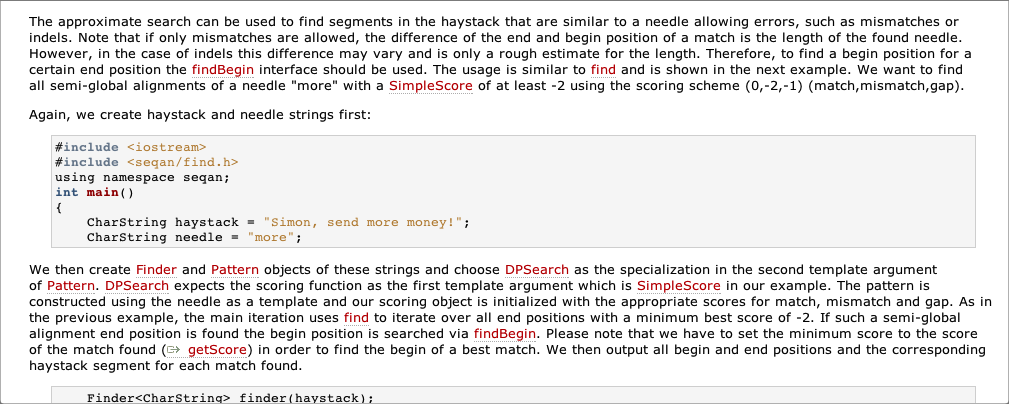 The approximate search can be used to find segments in the haystack that are similar to a needle allowing errors, such as mismatches or
indels. Note that if only mismatches are allowed, the difference of the end and begin position of a match is the length of the found needle.
However, in the case of indels this difference may vary and is only a rough estimate for the length. Therefore, to find a begin position for a
certain end position the findBegin interface should be used. The usage is similar to find and is shown in the next example. We want to find
all semi-global alignments of a needle "more" with a SimpleScore of at least -2 using the scoring scheme (0,-2,-1) (match,mismatch,gap).
Again, we create haystack and needle strings first:
#include <iostream>
#include <seqan/find.h>
using namespace seqan;
int main()
{
CharString haystack = "Simon, send more money!";
CharString needle = "more";
We then create Finder and Pattern objects of these strings and choose DPSearch as the specialization in the second template argument
of Pattern. DPSearch expects the scoring function as the first template argument which is SimpleScore in our example. The pattern is
constructed using the needle as a template and our scoring object is initialized with the appropriate scores for match, mismatch and gap. As in
the previous example, the main iteration uses find to iterate over all end positions with a minimum best score of -2. If such a semi-global
alignment end position is found the begin position is searched via findBegin. Please note that we have to set the minimum score to the score
of the match found (getScore) in order to find the begin of a best match. We then output all begin and end positions and the corresponding
haystack segment for each match found.
Finder<CharString> finder(haystack);